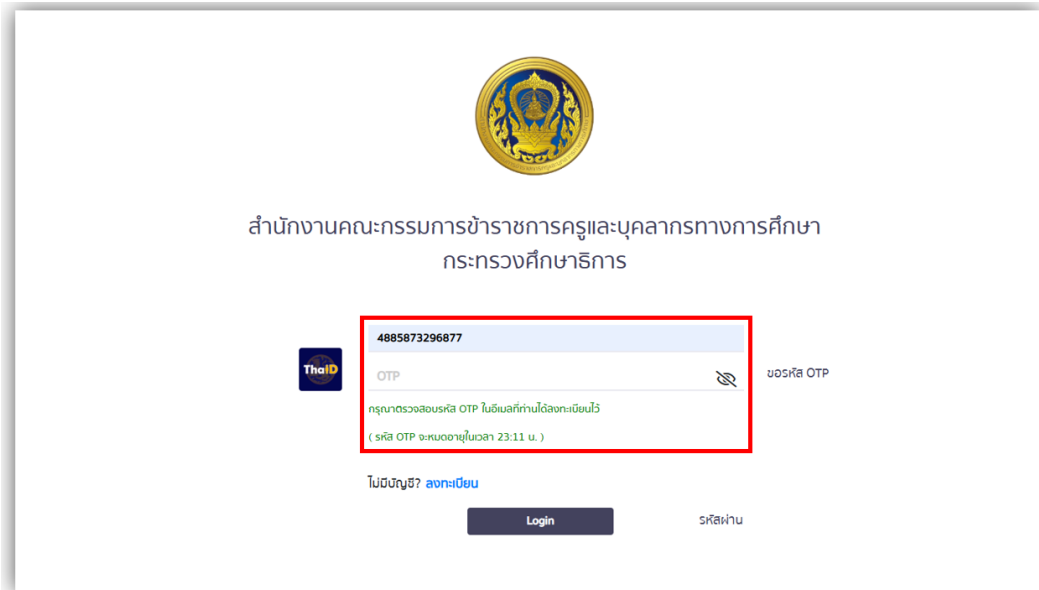 สำนักงานคณะกรรมการข้าราชการครูและบุคลากรทางการศึกษา
กระทรวงศึกษาธิการ
4885873296877
ThaID
OTP
ขอรหัส OTP
กรุณาตรวจสอบรหัส OTP ในอีเมลที่ท่านได้ลงทะเบียนไว้
( รหัส OTP จะหมดอายุในเวลา 23:11 น. )
ไม่มีบัญชี? ลงทะเบียน
Login
รหัสผ่าน